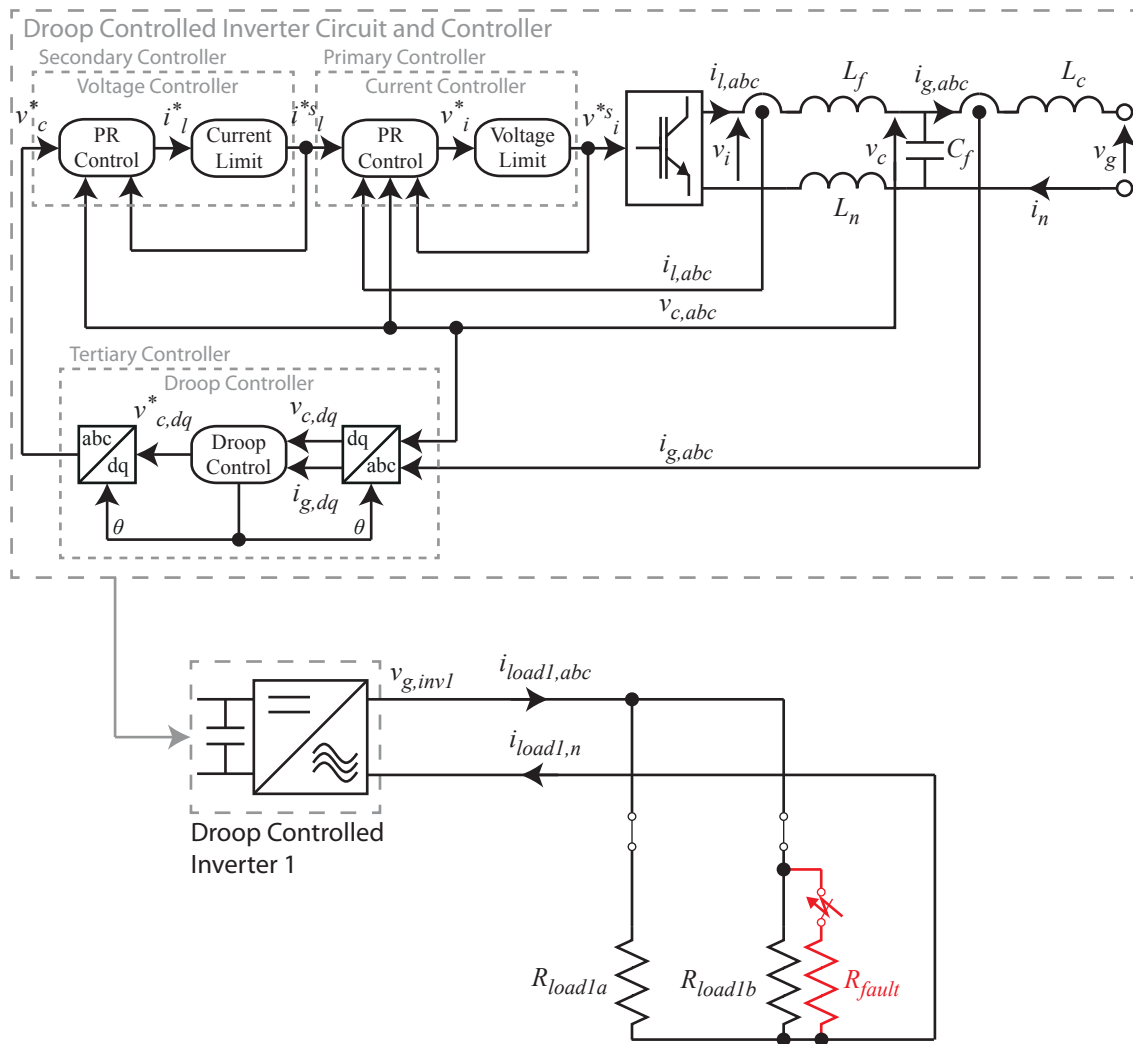 Droop Controlled Inverter Circuit and Controller
Secondary Controller
Primary Controller
Voltage Controller
Current Controller
v*c
PR
Control
i*l
Current
Limit
i*sl
PR
Control
v*i
Voltage
Limit
v*si
il,abc
Lf
ig,abc
Lc
vi
vc
Cf
vg
Ln
in
il,abc
vc,abc
Tertiary Controller
Droop Controller
v*c,dq
vc,dq
abc
dq
Droop
Control
dq
abc
ig,abc
ig,dq
θ
θ
vg,inv1
iload1,abc
iload1,n
Droop Controlled
Inverter 1
Rload1a
Rload1b
Rfault